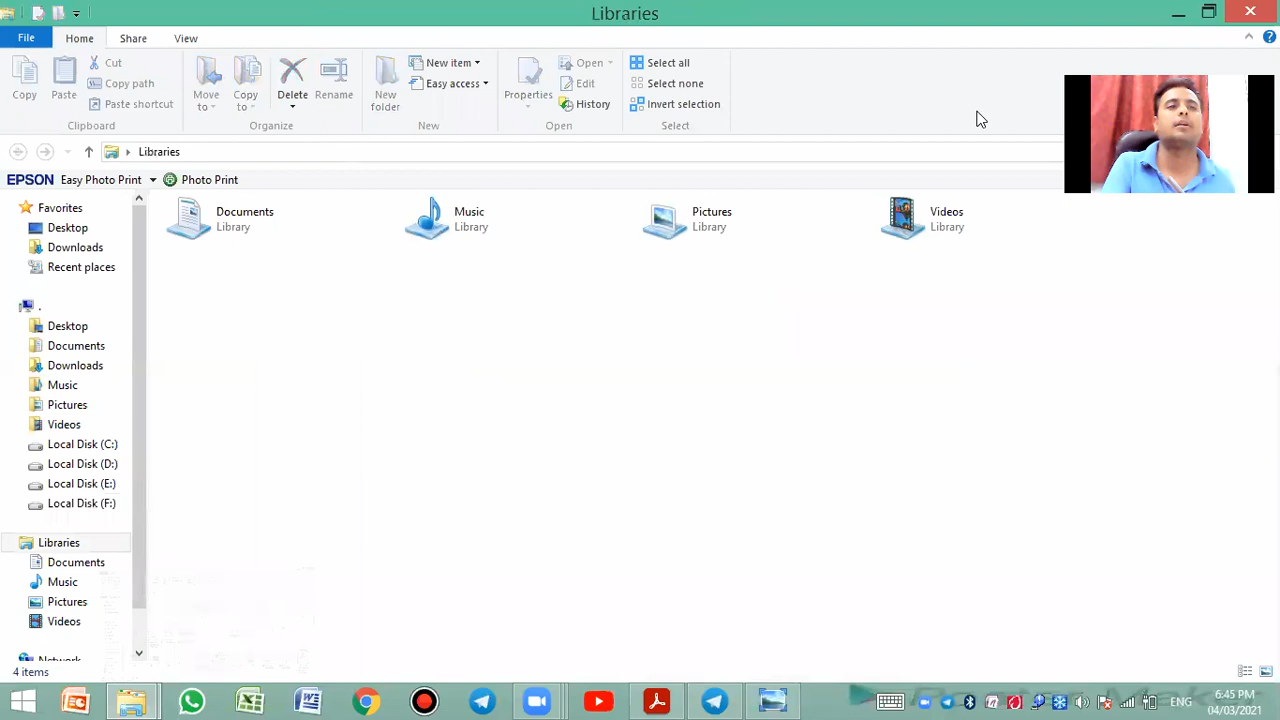 Libraries
File Home Share View
Copy Paste Cut Copy path Paste shortcut Move to Copy to Delete Rename New folder New item Easy access Properties Open Edit History Select all Select none Invert selection
Clipboard Organize New Open Select
Libraries
EPSON Easy Photo Print Photo Print
Favorites
Desktop
Downloads
Recent places
.
Desktop
Documents
Downloads
Music
Pictures
Videos
Local Disk (C:)
Local Disk (D:)
Local Disk (E:)
Local Disk (F:)
Libraries
Documents
Music
Pictures
Videos
Network
Documents
Library
Music
Library
Pictures
Library
Videos
Library
4 items
ENG
6:45 PM
04/03/2021